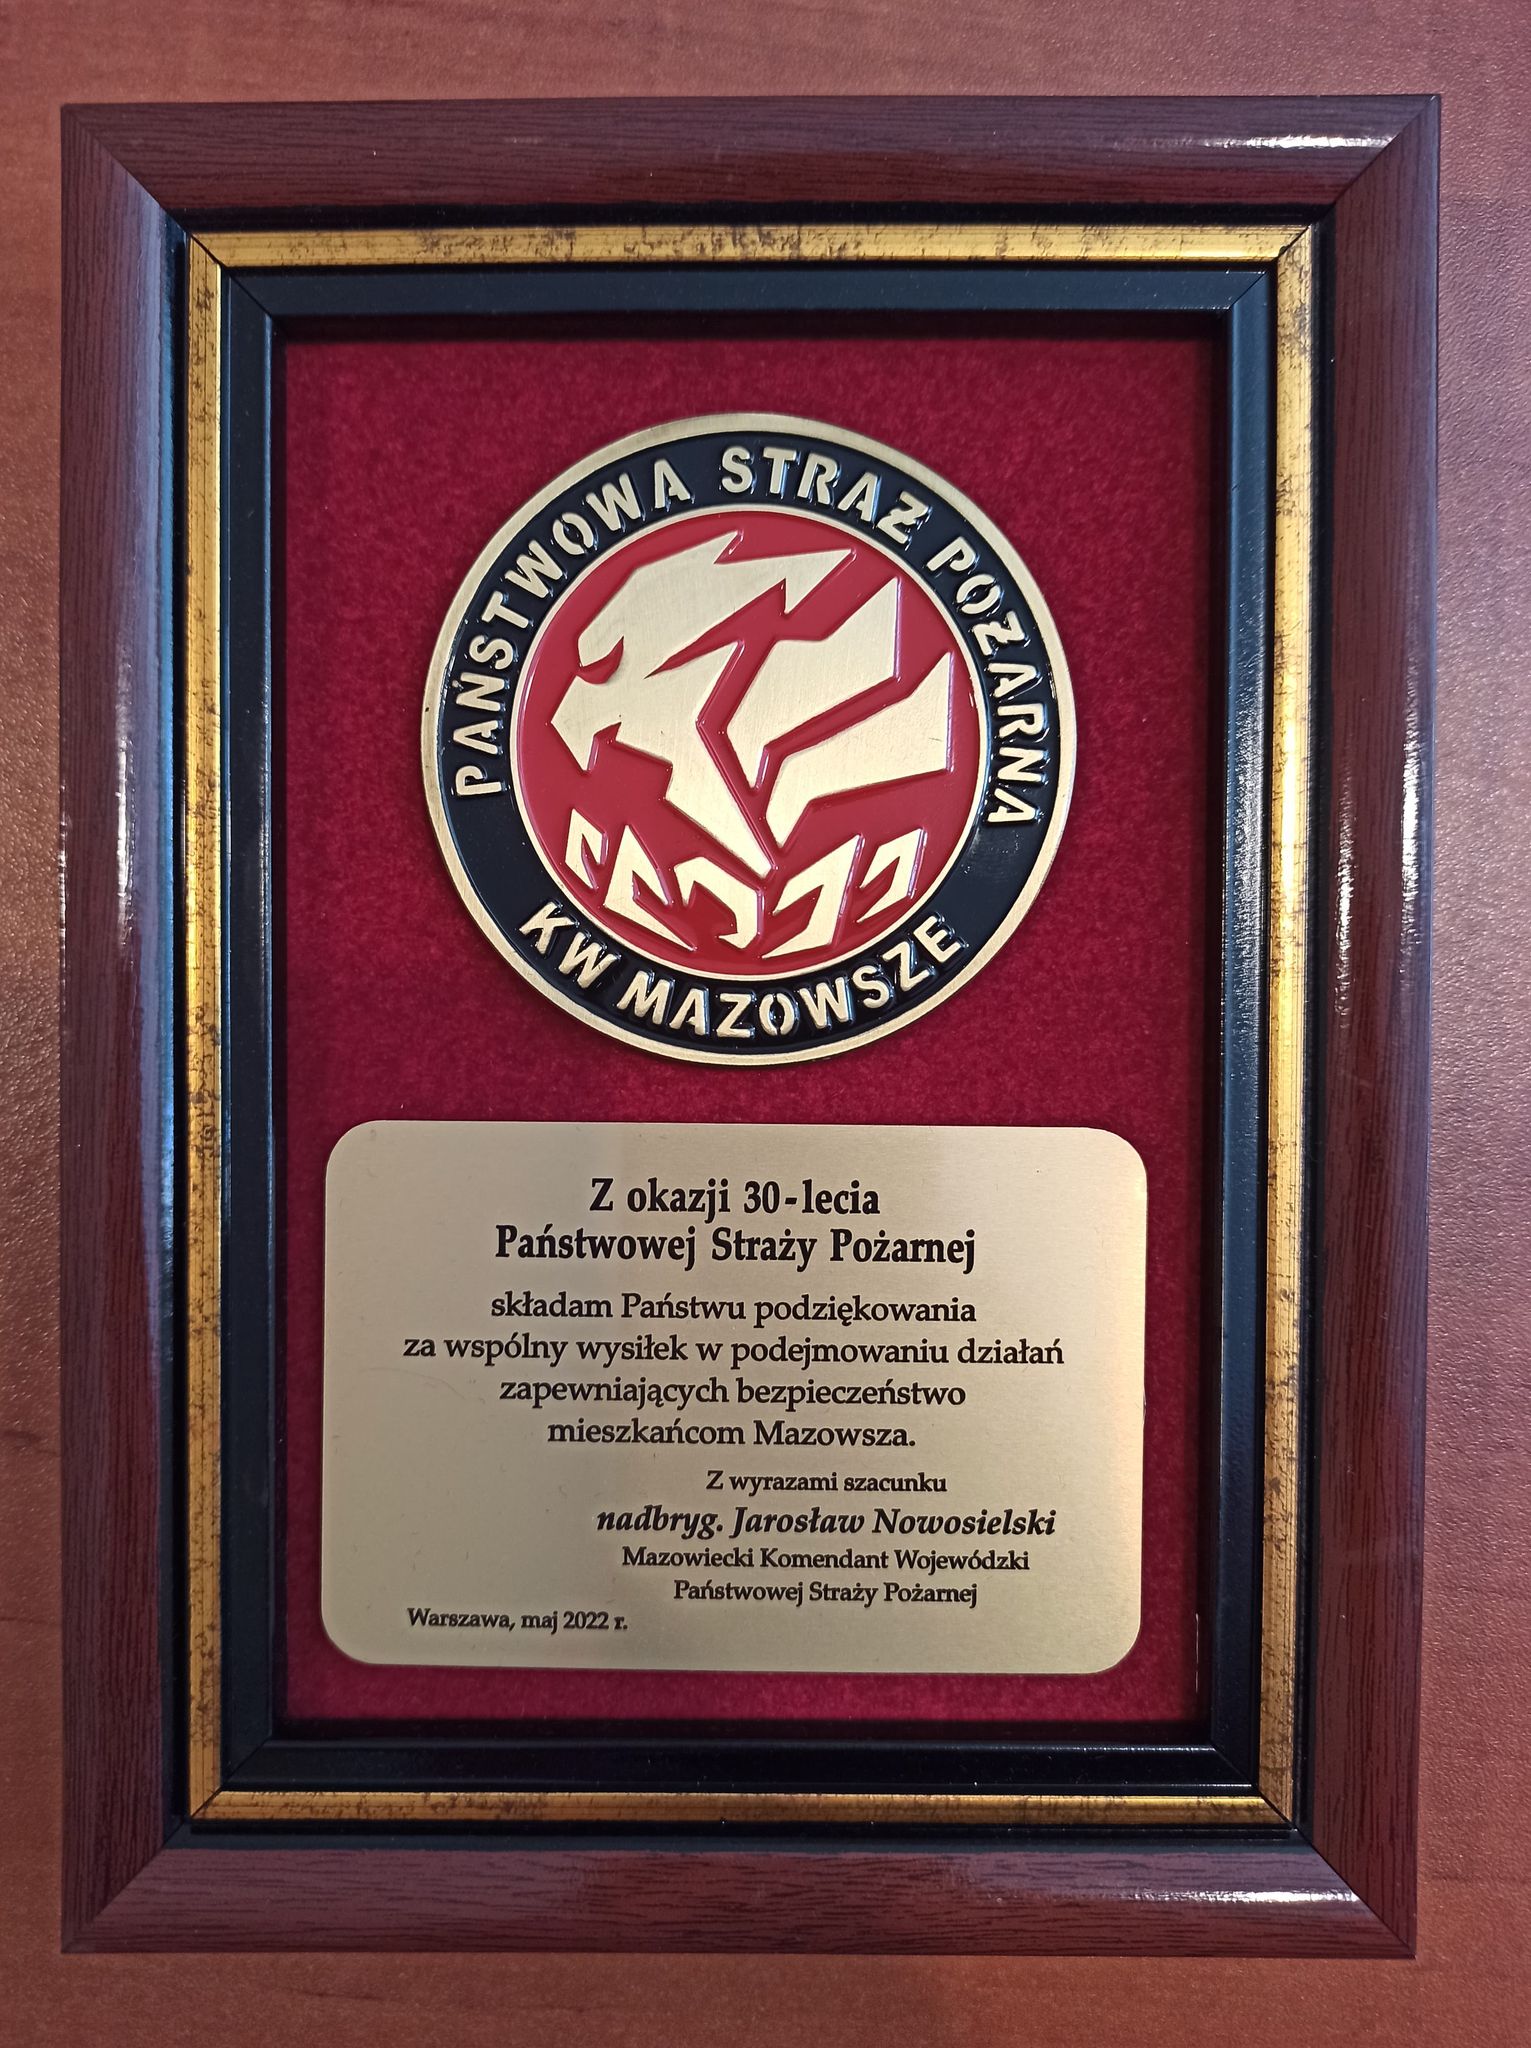 PAŃSTWOWA STRAŻ POŻARNA
KW MAZOWSZE
Z okazji 30-lecia
Państwowej Straży Pożarnej
składam Państwu podziękowania
za wspólny wysiłek w podejmowaniu działań
zapewniających bezpieczeństwo
mieszkańcom Mazowsza.
Z wyrazami szacunku
nadbryg. Jarosław Nowosielski
Mazowiecki Komendant Wojewódzki
Państwowej Straży Pożarnej
Warszawa, maj 2022 r.